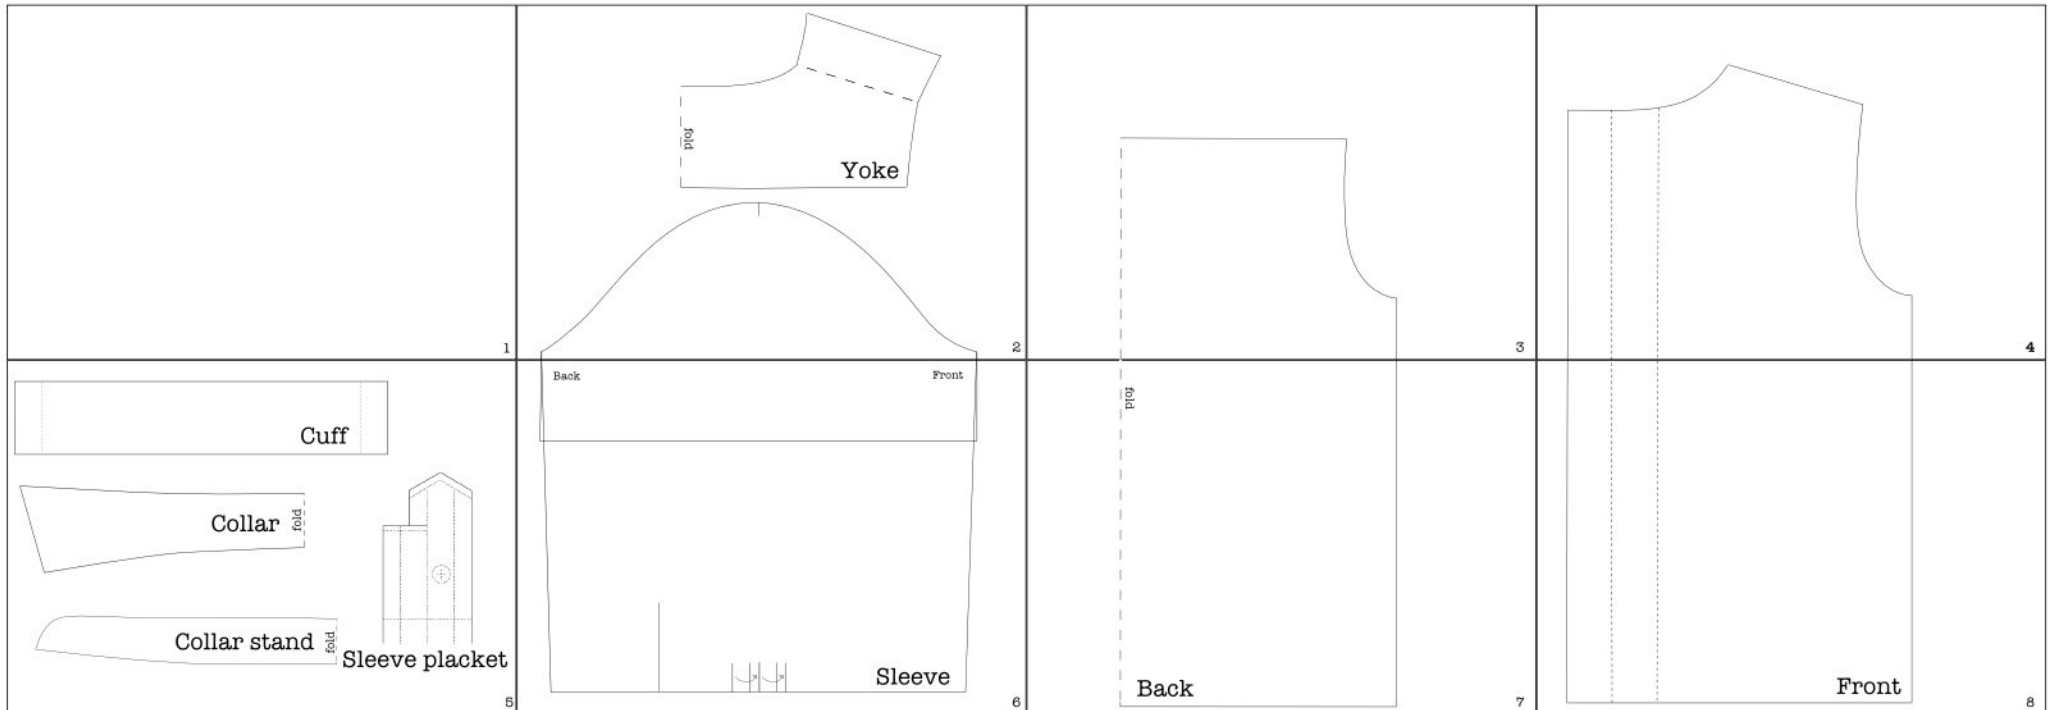 fold
Yoke
1
2
3
4
Back
Front
fold
Cuff
Collar
fold
Collar stand
fold
Sleeve placket
Sleeve
Back
Front
5
6
7
8